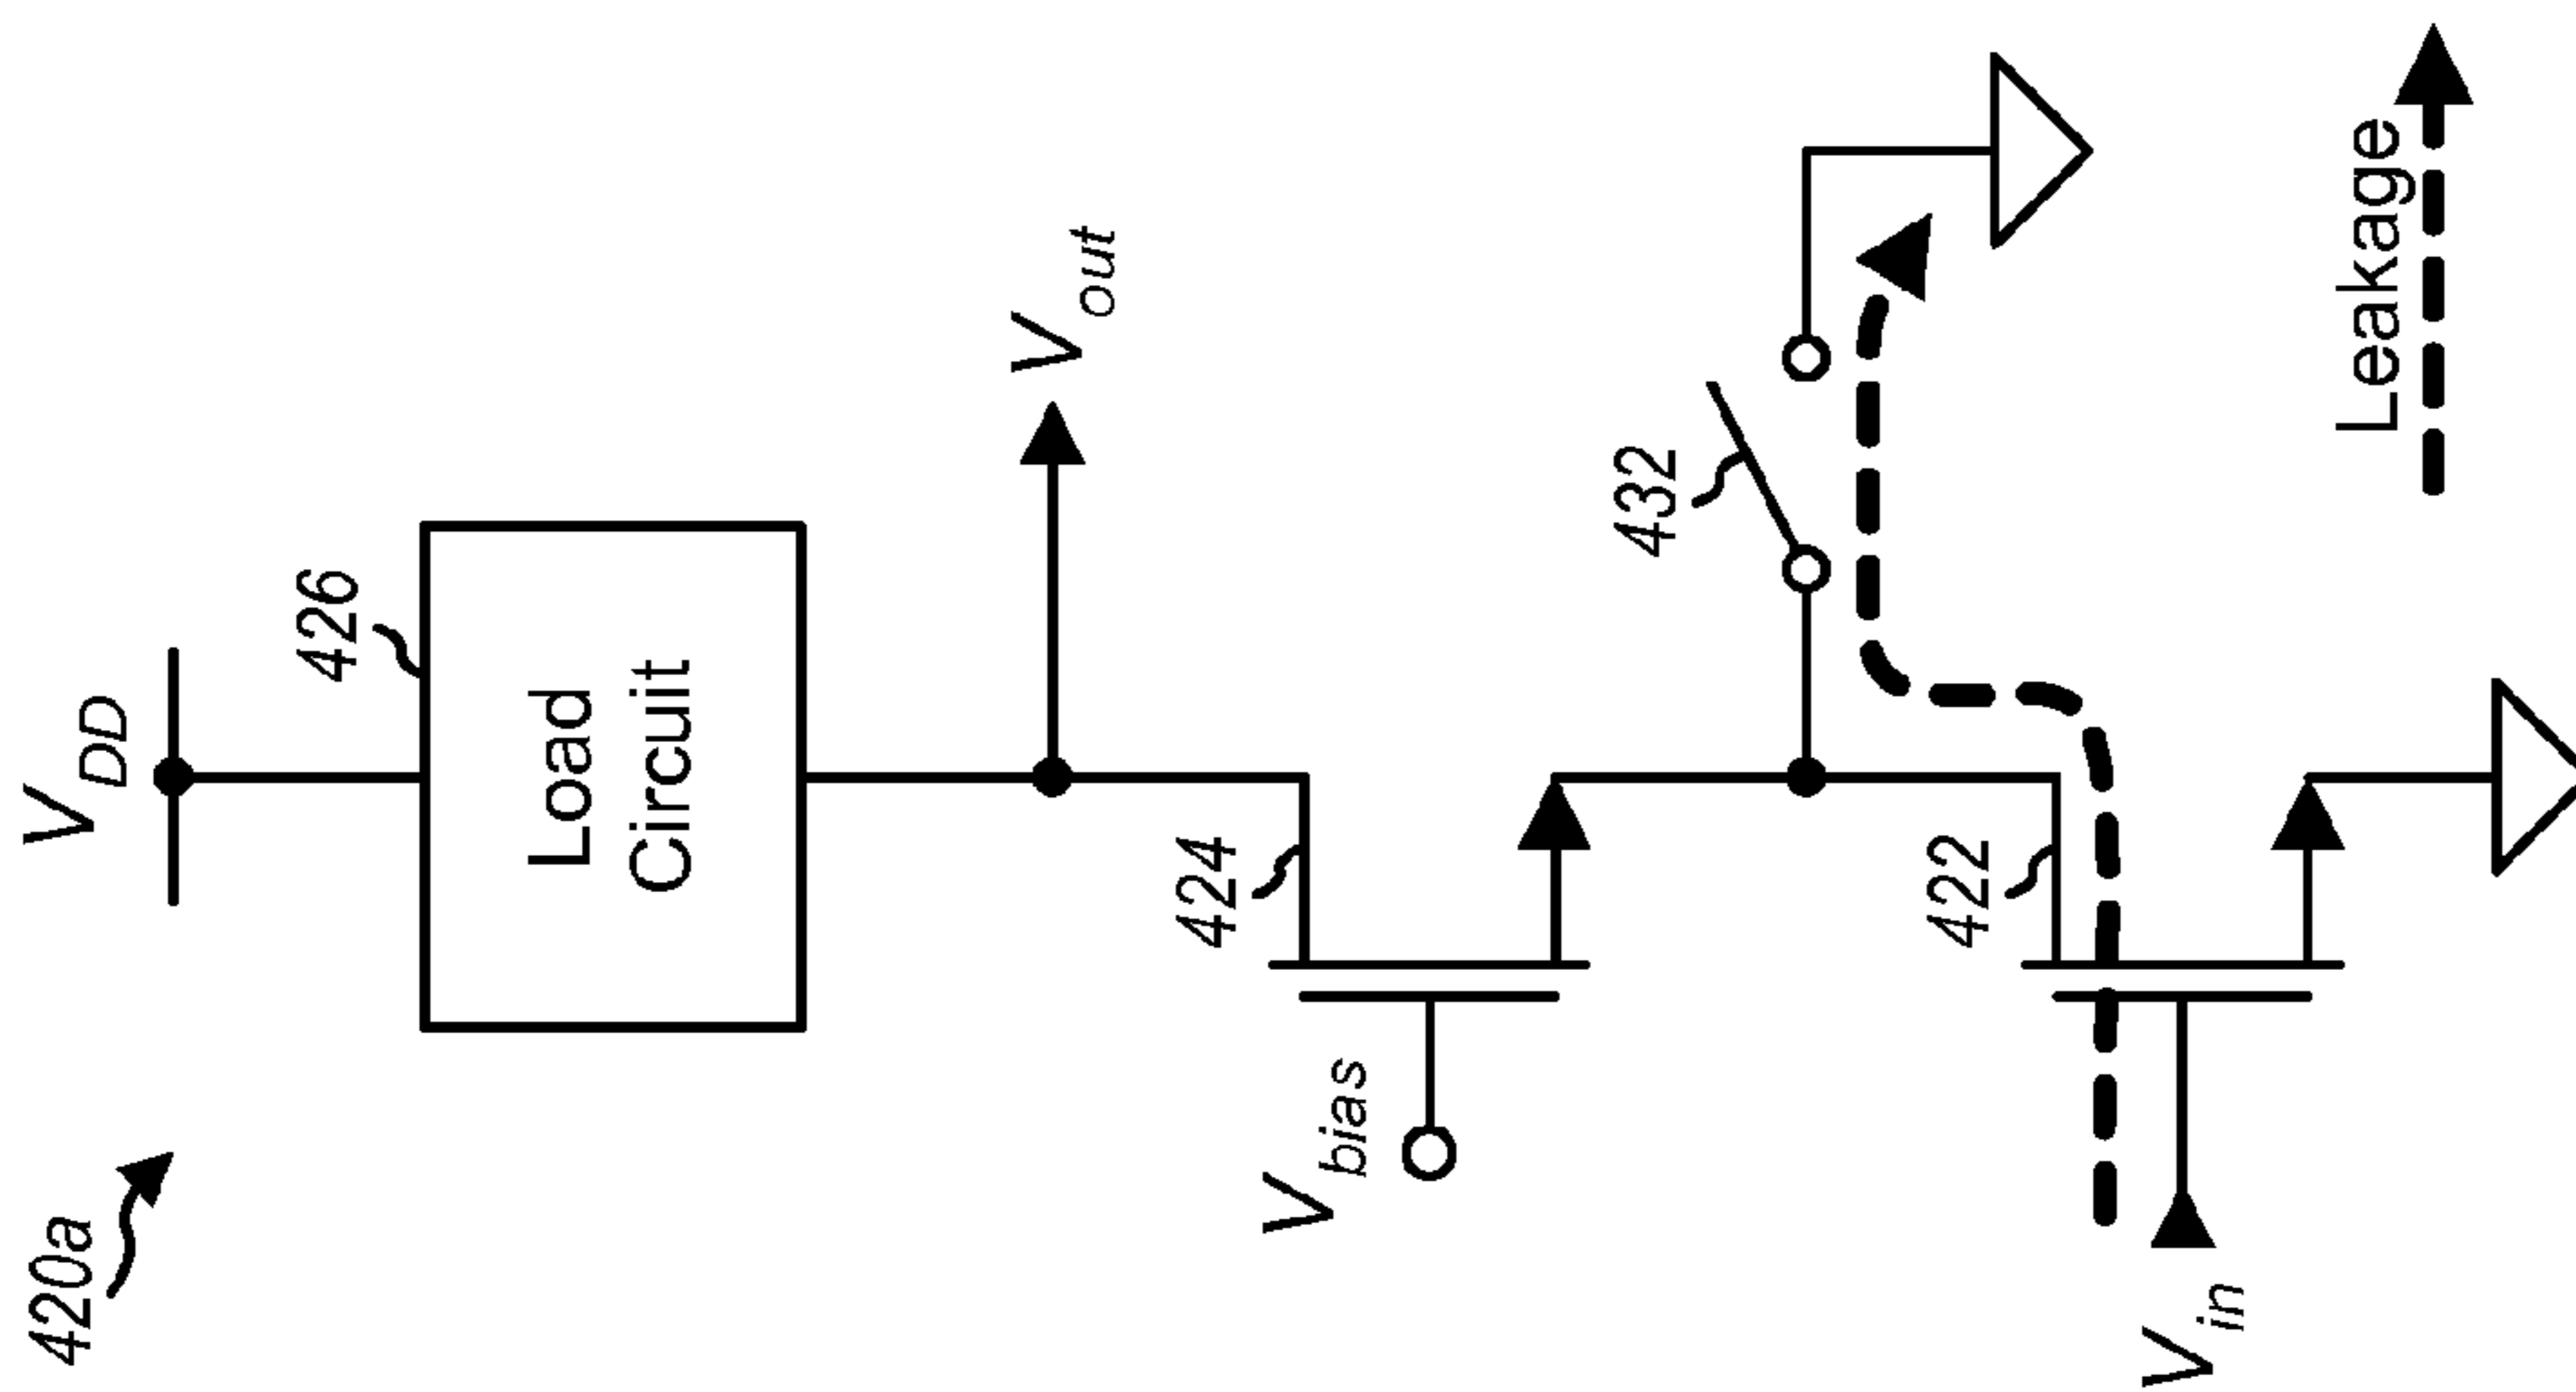 420a
V_DD
426
Load
Circuit
V_out
424
V_bias
432
422
V_in
Leakage